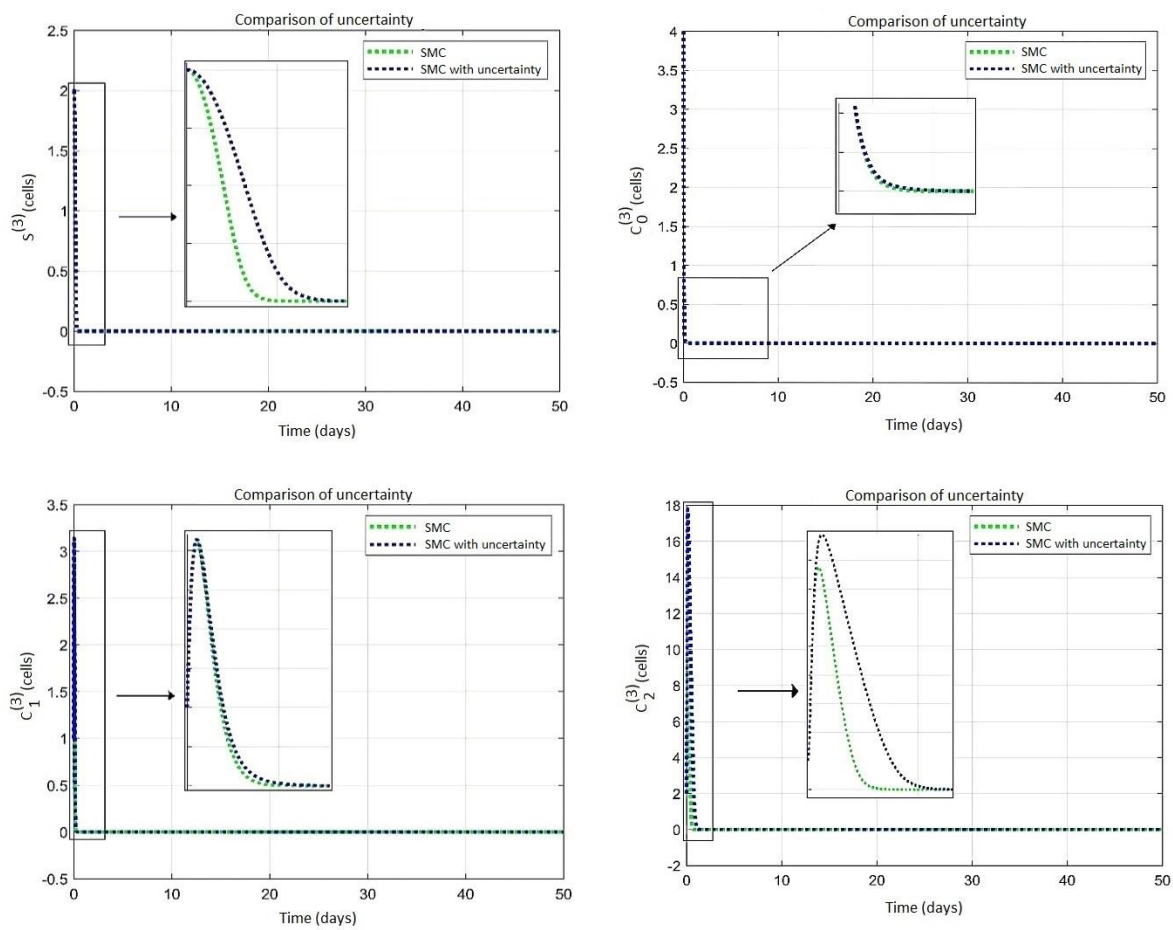 Comparison of uncertainty
2.5
2
1.5
1
0.5
0
-0.5
S(3)(cells)
SMC
SMC with uncertainty
0 10 20 30 40 50
Time (days)
Comparison of uncertainty
4
3.5
3
2.5
2
1.5
1
0.5
0
-0.5
C0(3)(cells)
SMC
SMC with uncertainty
0 10 20 30 40 50
Time (days)
Comparison of uncertainty
3.5
3
2.5
2
1.5
1
0.5
0
-0.5
C1(3)(cells)
SMC
SMC with uncertainty
0 10 20 30 40 50
Time (days)
Comparison of uncertainty
18
16
14
12
10
8
6
4
2
0
-2
C2(3)(cells)
SMC
SMC with uncertainty
0 10 20 30 40 50
Time (days)